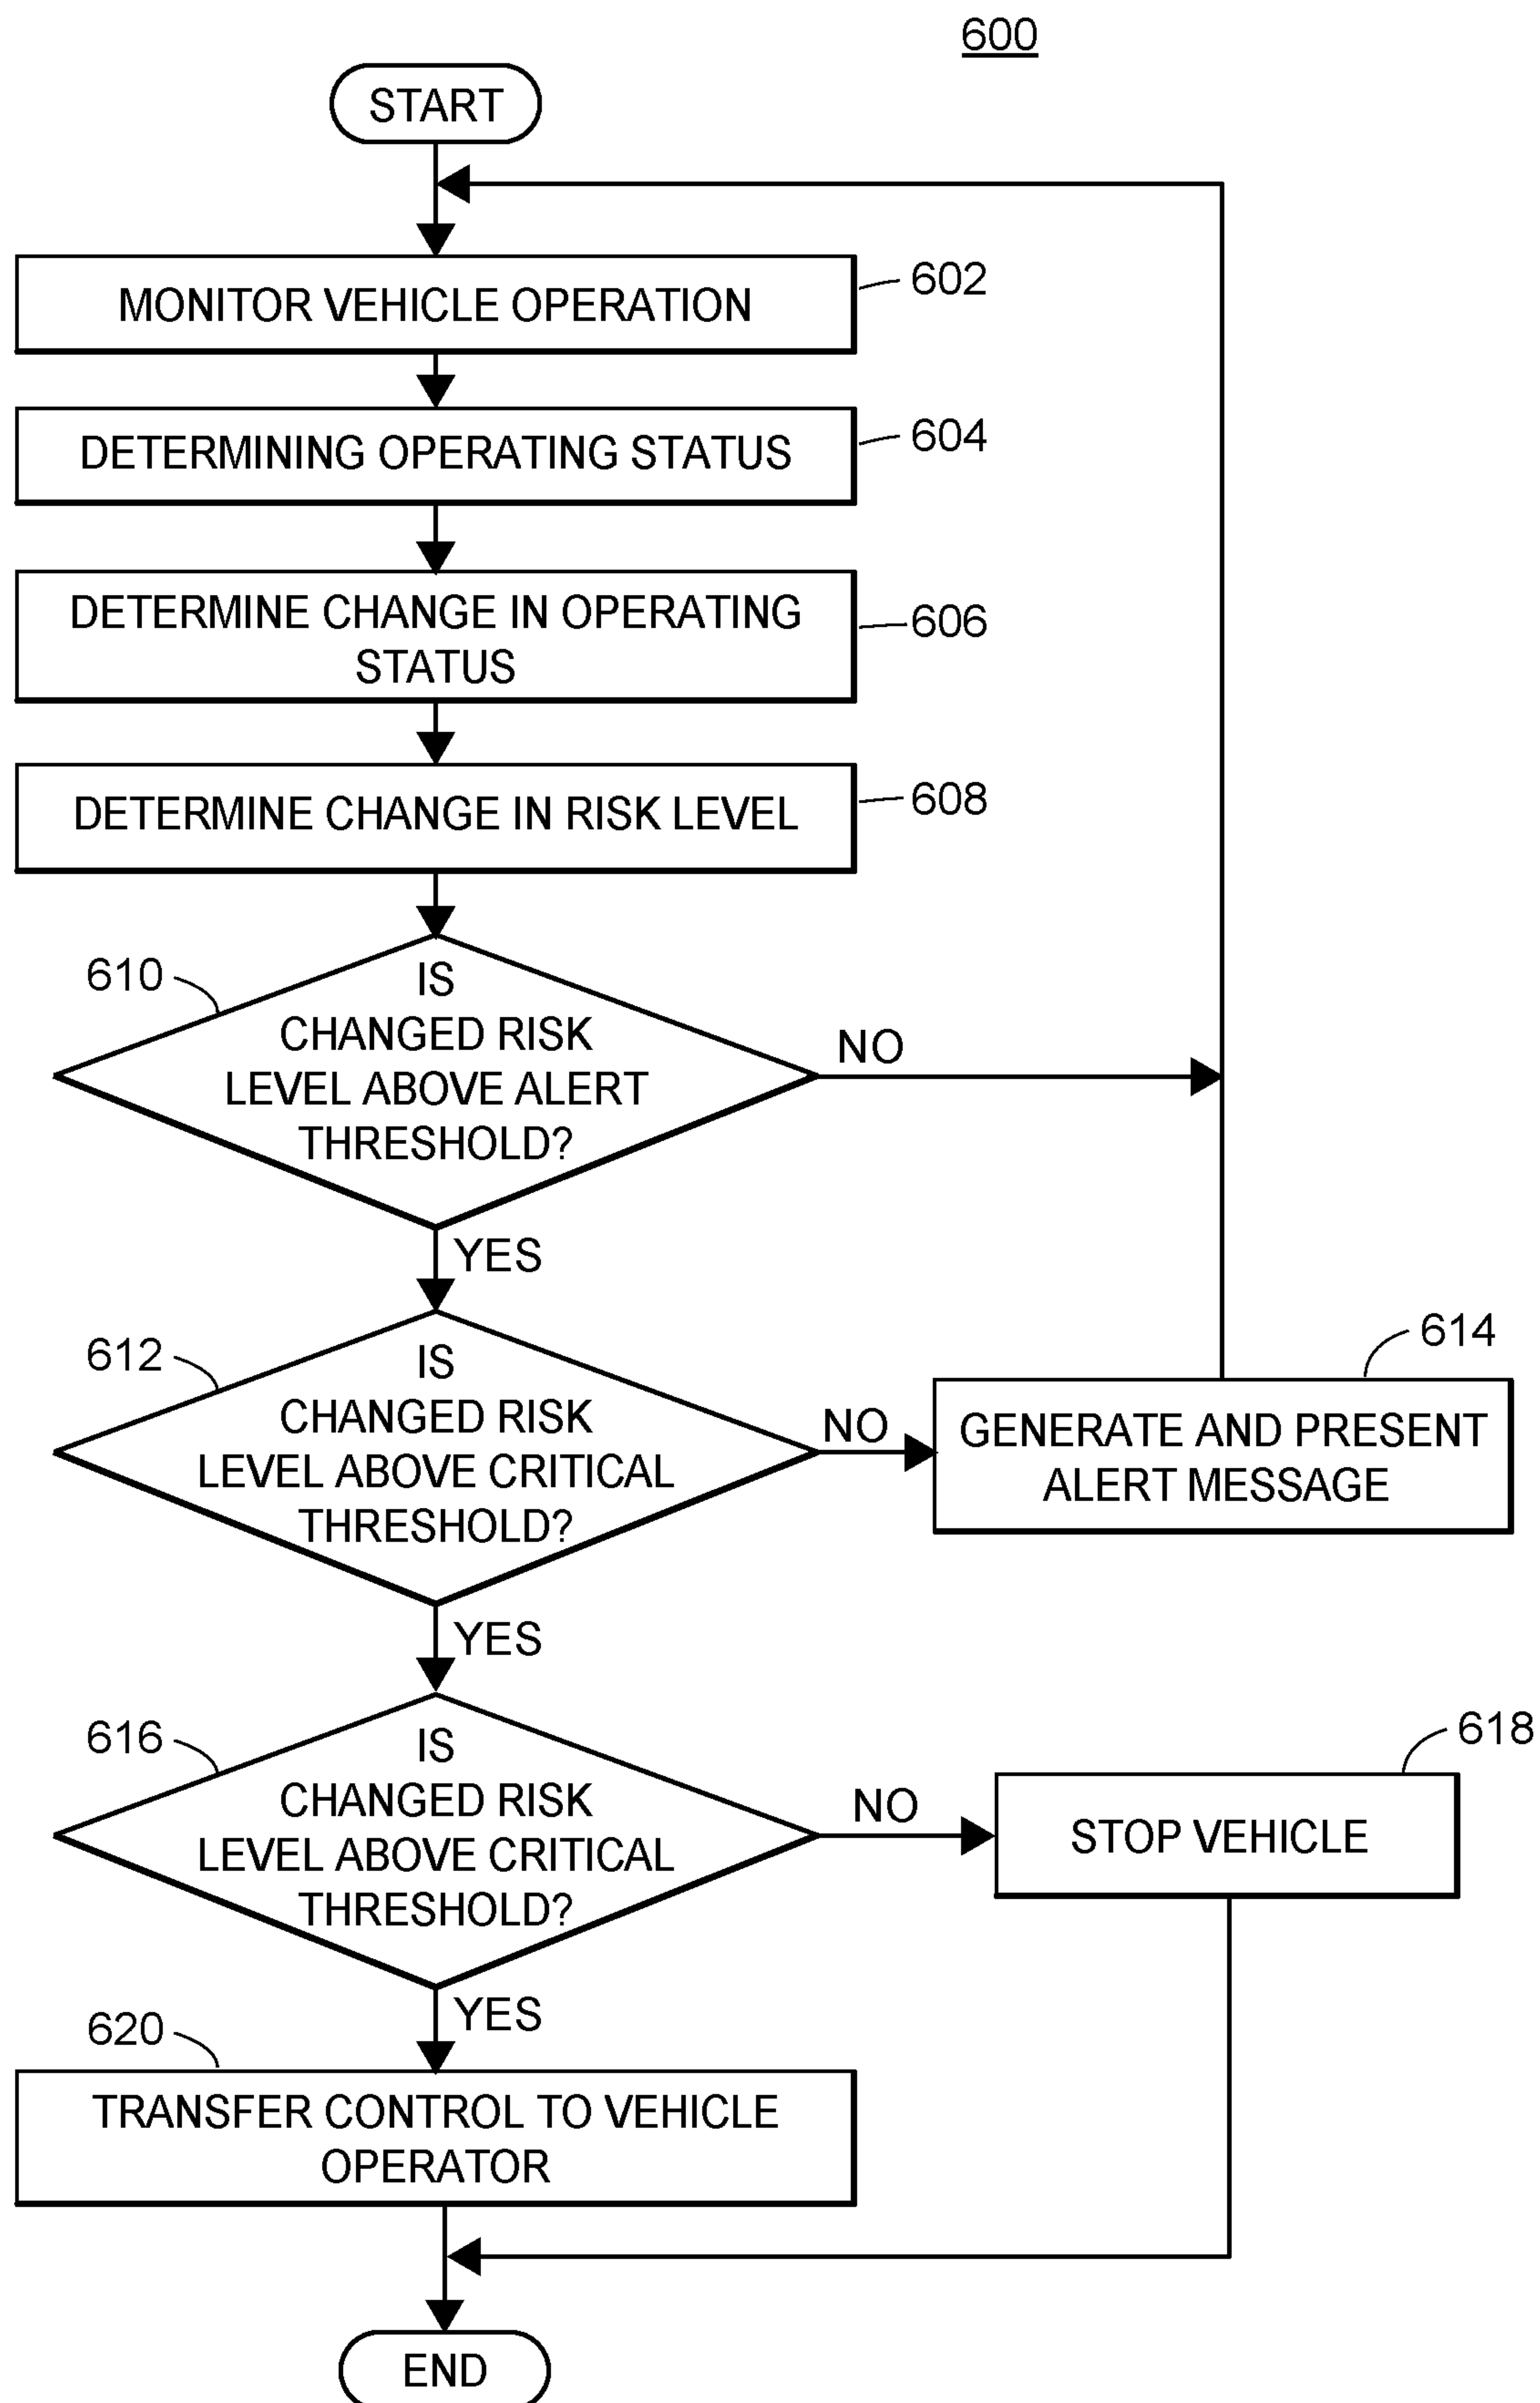 600
START
MONITOR VEHICLE OPERATION
602
DETERMINING OPERATING STATUS
604
DETERMINE CHANGE IN OPERATING
STATUS
606
DETERMINE CHANGE IN RISK LEVEL
608
610
IS
CHANGED RISK
LEVEL ABOVE ALERT
THRESHOLD?
NO
YES
612
IS
CHANGED RISK
LEVEL ABOVE CRITICAL
THRESHOLD?
NO
614
GENERATE AND PRESENT
ALERT MESSAGE
YES
616
IS
CHANGED RISK
LEVEL ABOVE CRITICAL
THRESHOLD?
NO
618
STOP VEHICLE
YES
620
TRANSFER CONTROL TO VEHICLE
OPERATOR
END